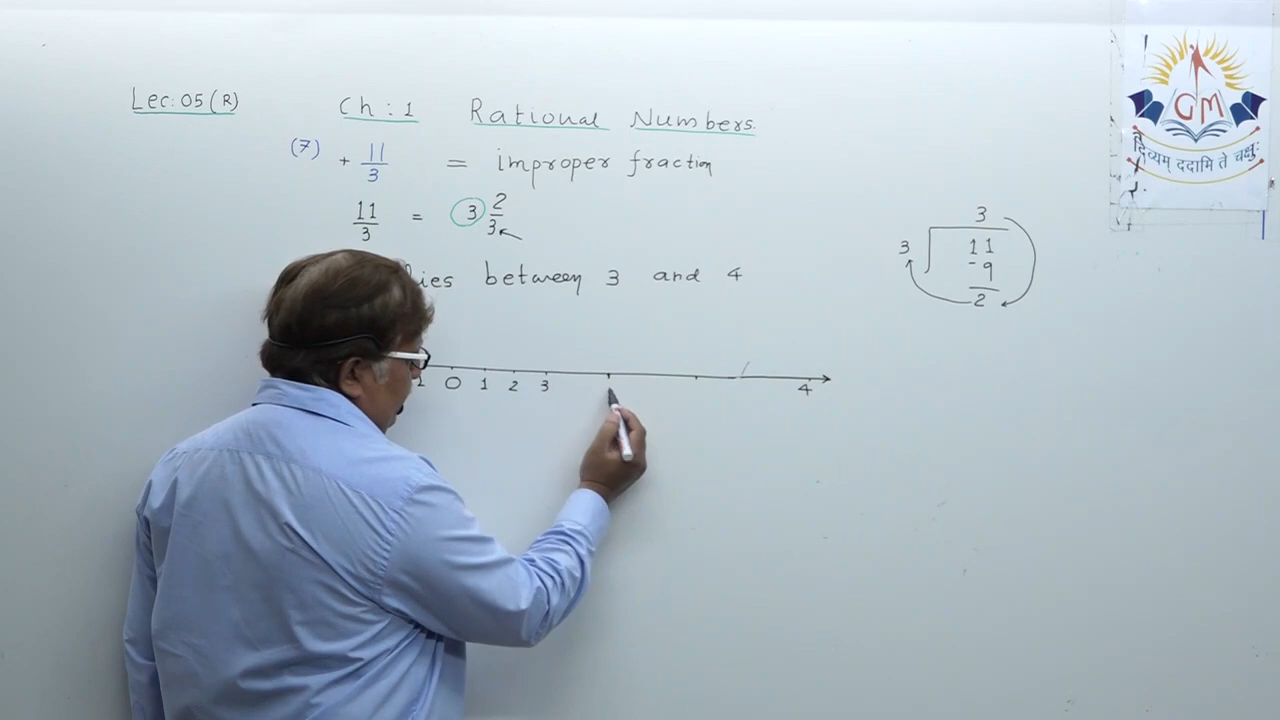 Lec: 05 (R)
Ch: 1 Rational Numbers.
(7) + 11/3 = improper fraction
11/3 = 3 2/3
lies between 3 and 4
0 1 2 3 4
3
3 11
- 9
2
GM
दिव्यम् ददामि ते चक्षुः